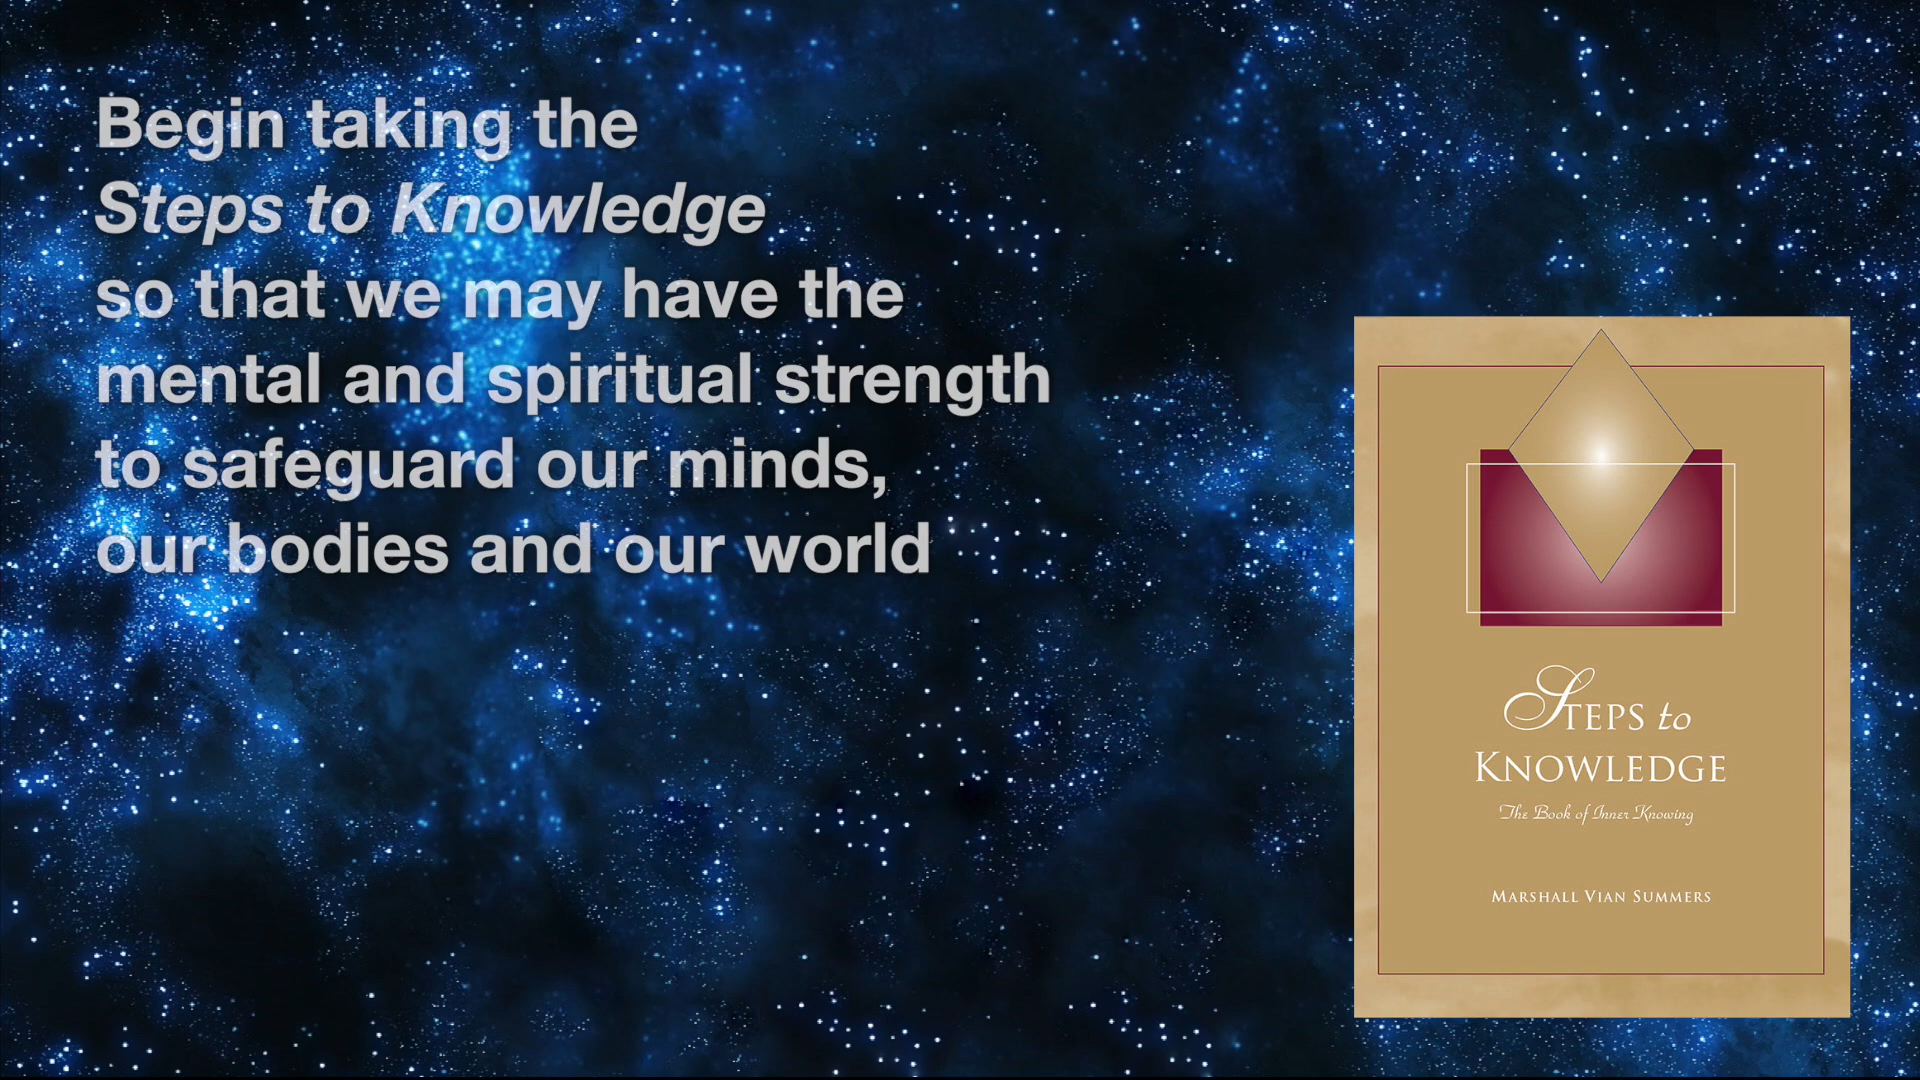 Begin taking the
Steps to Knowledge
so that we may have the
mental and spiritual strength
to safeguard our minds,
our bodies and our world
STEPS to
KNOWLEDGE
The Book of Inner Knowing
MARSHALL VIAN SUMMERS